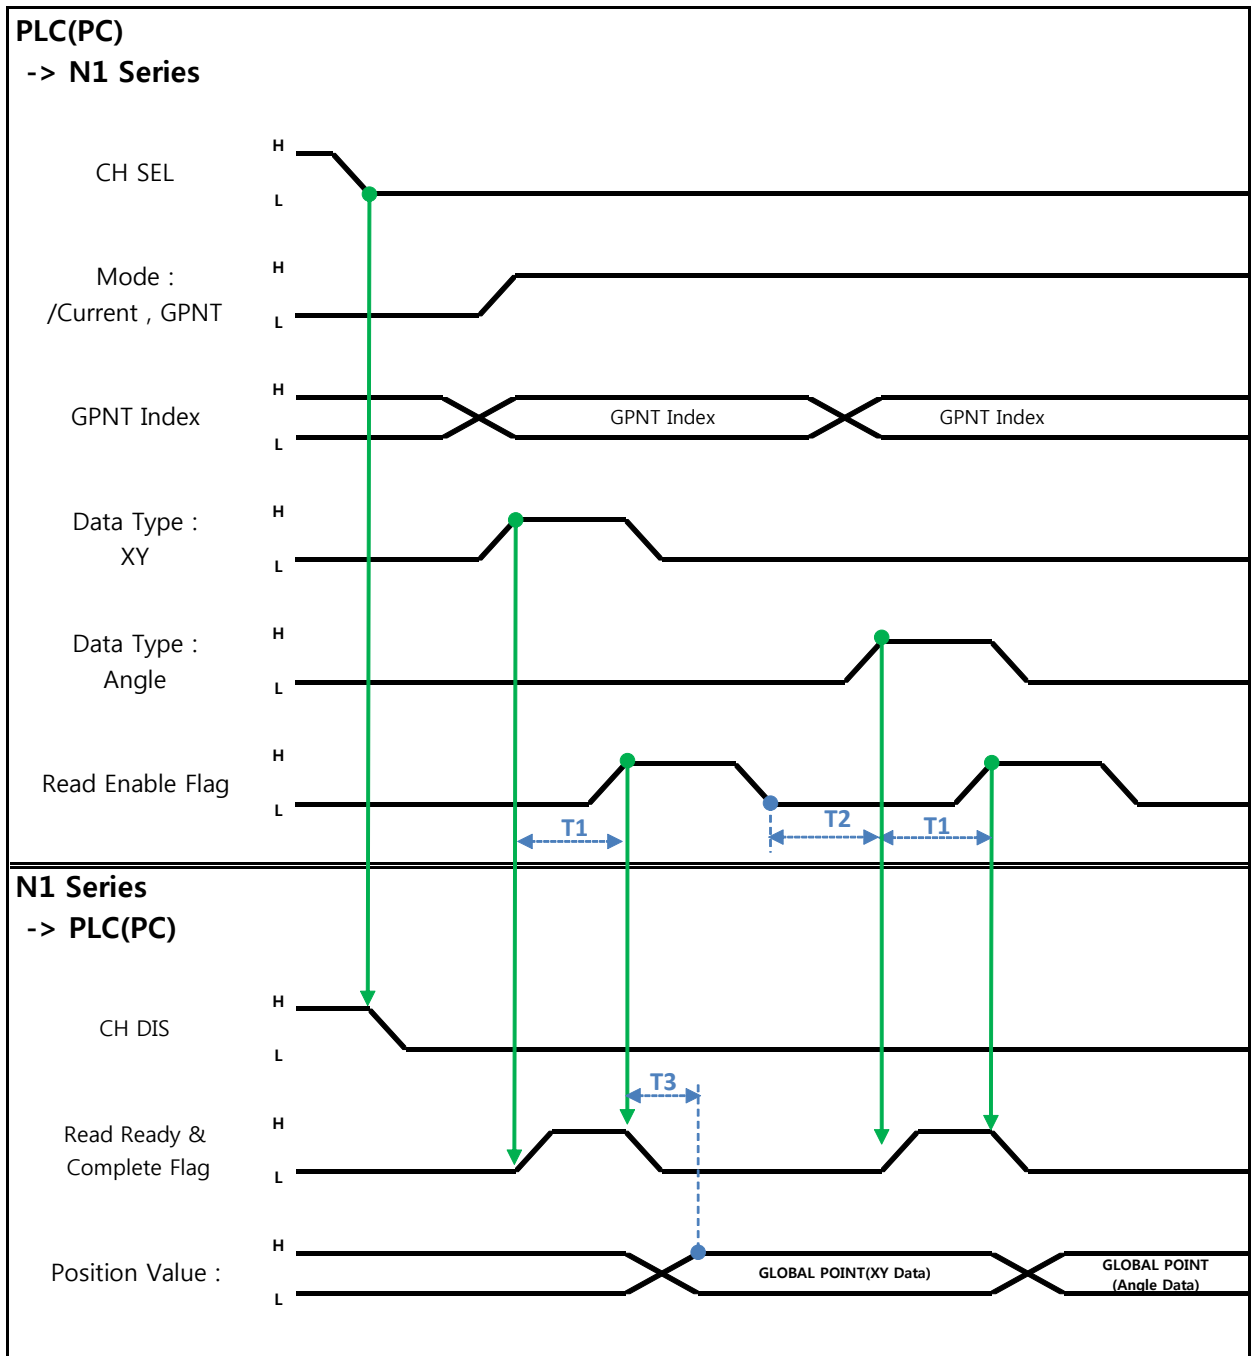 PLC(PC)
-> N1 Series
H
CH SEL
L
H
Mode :
/Current , GPNT
L
H
GPNT Index
GPNT Index
GPNT Index
L
H
Data Type :
XY
L
H
Data Type :
Angle
L
H
Read Enable Flag
L
T1
T2
T1
N1 Series
-> PLC(PC)
H
CH DIS
L
T3
H
Read Ready &
Complete Flag
L
H
Position Value :
GLOBAL POINT(XY Data)
GLOBAL POINT
(Angle Data)
L